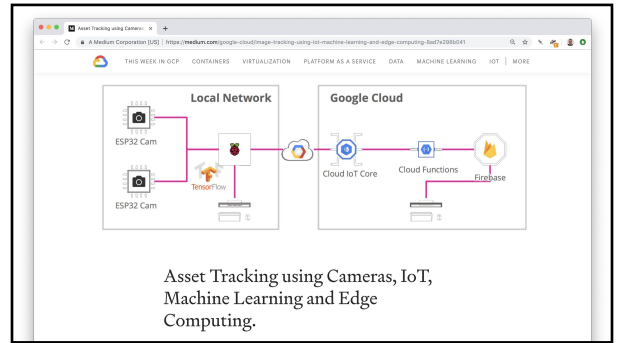 Asset Tracking using Cameras
A Medium Corporation [US] | https://medium.com/google-cloud/image-tracking-using-iot-machine-learning-and-edge-computing-8ad7e298b041
THIS WEEK IN GCP CONTAINERS VIRTUALIZATION PLATFORM AS A SERVICE DATA MACHINE LEARNING IOT | MORE
Local Network
Google Cloud
ESP32 Cam
TensorFlow
ESP32 Cam
Cloud IoT Core
Cloud Functions
Firebase
Asset Tracking using Cameras, IoT,
Machine Learning and Edge
Computing.